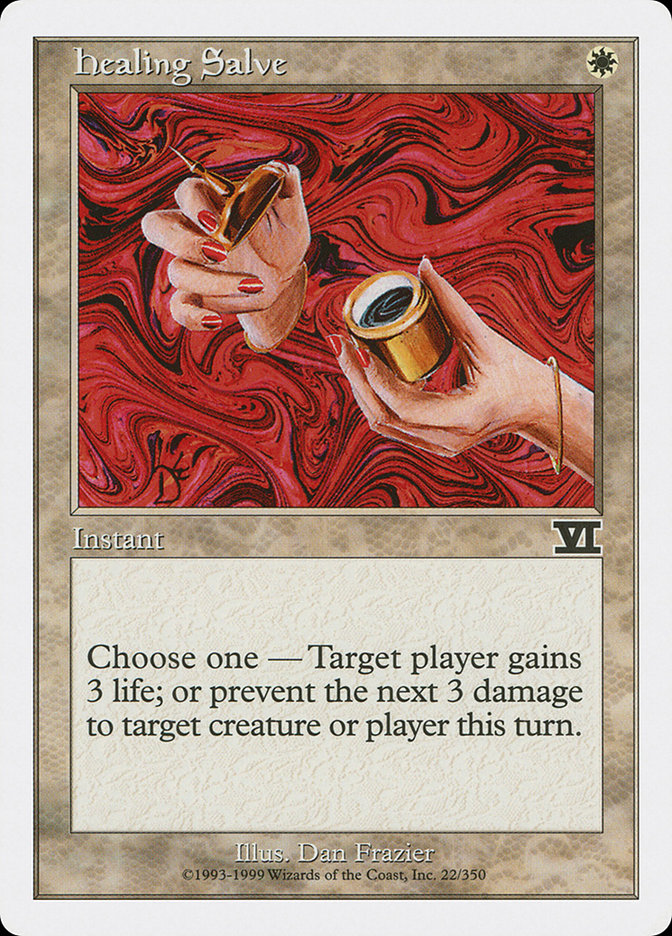 Healing Salve
Instant
VI
Choose one — Target player gains
3 life; or prevent the next 3 damage
to target creature or player this turn.
Illus. Dan Frazier
©1993-1999 Wizards of the Coast, Inc. 22/350